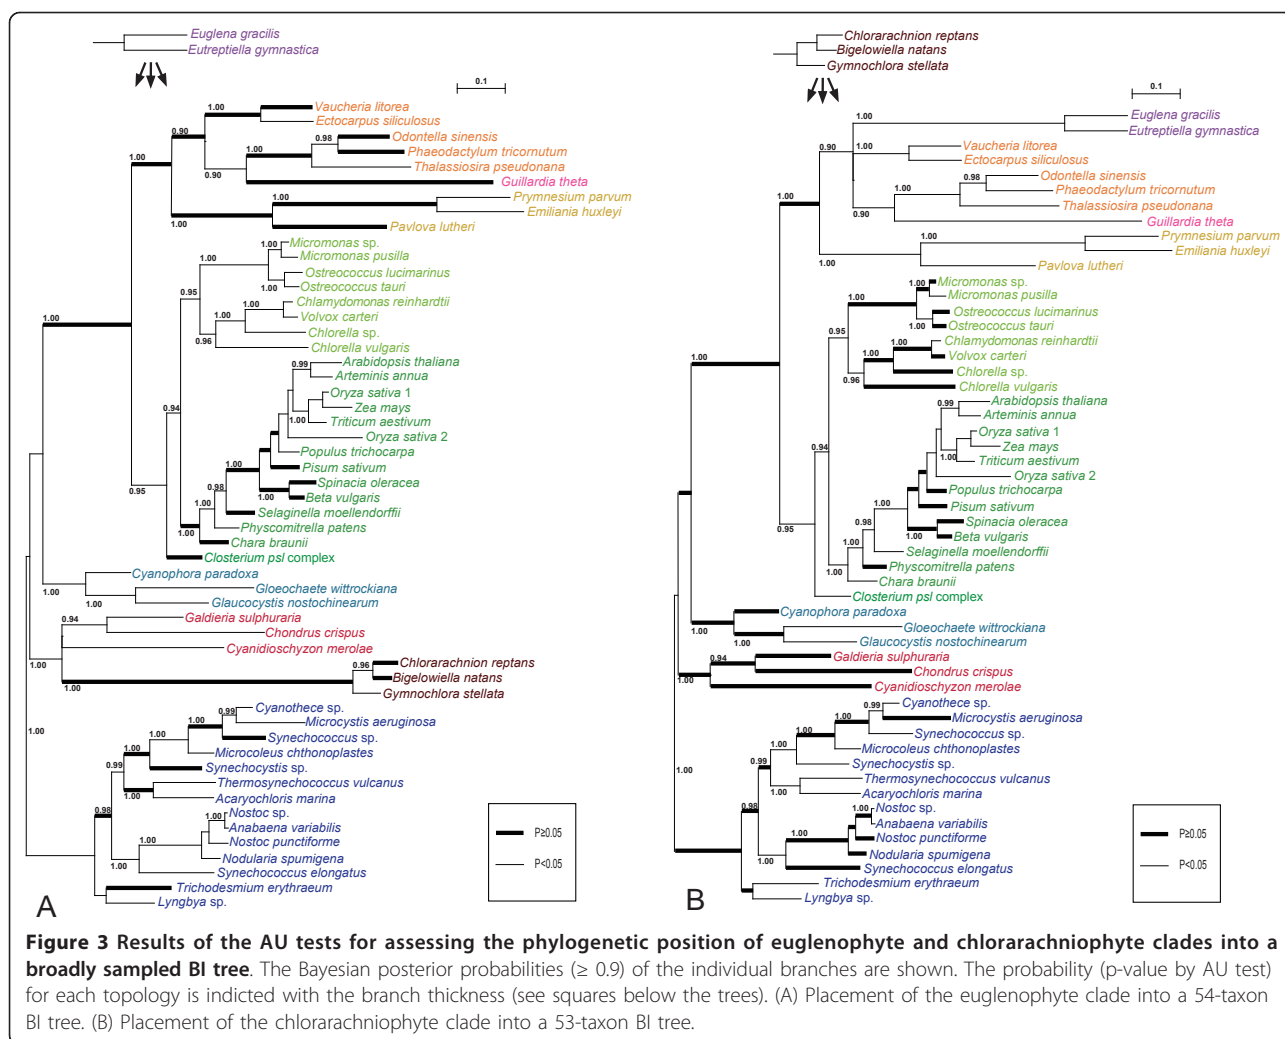 Euglena gracilis
Eutreptiella gymnastica
0.1
1.00
Vaucheria litorea
Ectocarpus siliculosus
0.90
0.98
Odontella sinensis
1.00
Phaeodactylum tricornutum
1.00
Thalassiosira pseudonana
0.90
Guillardia theta
Prymnesium parvum
Emiliania huxleyi
1.00
Pavlova lutheri
Micromonas sp.
1.00
Micromonas pusilla
1.00
Ostreococcus lucimarinus
1.00
Ostreococcus tauri
0.95
Chlamydomonas reinhardtii
1.00
Volvox carteri
1.00
Chlorella sp.
0.96
Chlorella vulgaris
1.00
Arabidopsis thaliana
0.99
Arteminis annua
Oryza sativa 1
Zea mays
1.00
Triticum aestivum
0.94
Oryza sativa 2
Populus trichocarpa
1.00
Pisum sativum
0.98
Spinacia oleracea
0.95
1.00
Beta vulgaris
Selaginella moellendorffii
1.00
Physcomitrella patens
Chara braunii
Closterium psl complex
Cyanophora paradoxa
Gloeochaete wittrockiana
1.00
1.00
Glaucocystis nostochinearum
0.94
Galdieria sulphuraria
Chondrus crispus
Cyanidioschyzon merolae
1.00
0.96
Chlorarachnion reptans
Bigelowiella natans
1.00
Gymnochlora stellata
Cyanothece sp.
0.99
Microcystis aeruginosa
1.00
1.00
Synechococcus sp.
1.00
Microcoleus chthonoplastes
0.99
Synechocystis sp.
Thermosynechococcus vulcanus
1.00
Acaryochloris marina
0.98
Nostoc sp.
1.00
Anabaena variabilis
Nostoc punctiforme
1.00
Nodularia spumigena
Synechococcus elongatus
Trichodesmium erythraeum
Lyngbya sp.
P≥0.05
P<0.05
A
Chlorarachnion reptans
Bigelowiella natans
Gymnochlora stellata
0.1
Euglena gracilis
1.00
Eutreptiella gymnastica
Vaucheria litorea
0.90
1.00
Ectocarpus siliculosus
0.98
Odontella sinensis
1.00
Phaeodactylum tricornutum
1.00
Thalassiosira pseudonana
0.90
Guillardia theta
Prymnesium parvum
Emiliania huxleyi
1.00
Pavlova lutheri
Micromonas sp.
1.00
Micromonas pusilla
1.00
Ostreococcus lucimarinus
1.00
Ostreococcus tauri
0.95
Chlamydomonas reinhardtii
1.00
Volvox carteri
1.00
1.00
Chlorella sp.
0.96
Chlorella vulgaris
0.99
Arabidopsis thaliana
Arteminis annua
Oryza sativa 1
Zea mays
0.94
1.00
Triticum aestivum
Oryza sativa 2
1.00
Populus trichocarpa
Pisum sativum
0.98
Spinacia oleracea
0.95
1.00
Beta vulgaris
1.00
Selaginella moellendorffii
Physcomitrella patens
Chara braunii
Closterium psl complex
Cyanophora paradoxa
Gloeochaete wittrockiana
1.00
1.00
Glaucocystis nostochinearum
0.94
Galdieria sulphuraria
Chondrus crispus
1.00
Cyanidioschyzon merolae
Cyanothece sp.
0.99
Microcystis aeruginosa
1.00
1.00
Synechococcus sp.
1.00
Microcoleus chthonoplastes
0.99
Synechocystis sp.
1.00
Thermosynechococcus vulcanus
Acaryochloris marina
0.98
Nostoc sp.
1.00
Anabaena variabilis
1.00
Nostoc punctiforme
Nodularia spumigena
1.00
Synechococcus elongatus
Trichodesmium erythraeum
Lyngbya sp.
P≥0.05
P<0.05
B
Figure 3 Results of the AU tests for assessing the phylogenetic position of euglenophyte and chlorarachniophyte clades into a
broadly sampled BI tree. The Bayesian posterior probabilities (≥ 0.9) of the individual branches are shown. The probability (p-value by AU test)
for each topology is indicted with the branch thickness (see squares below the trees). (A) Placement of the euglenophyte clade into a 54-taxon
BI tree. (B) Placement of the chlorarachniophyte clade into a 53-taxon BI tree.